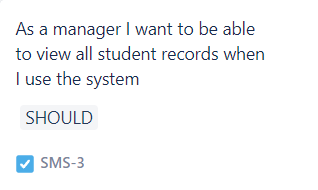 As a manager I want to be able
to view all student records when
I use the system
SHOULD
SMS-3